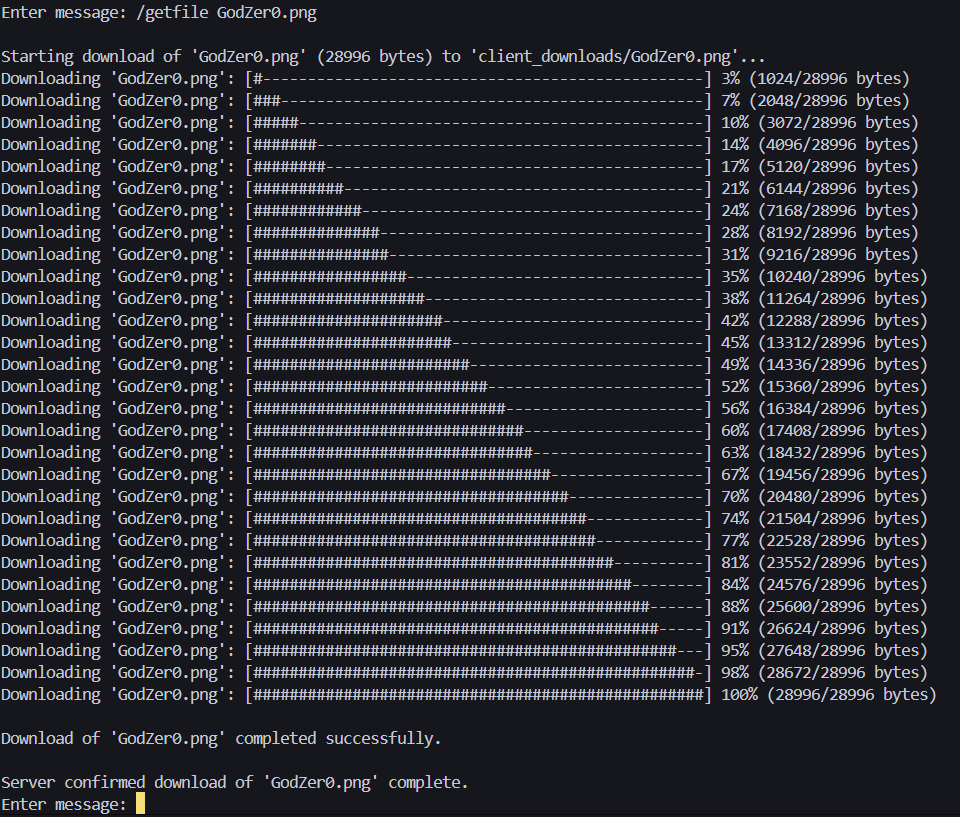 Enter message: /getfile GodZer0.png
Starting download of 'GodZer0.png' (28996 bytes) to 'client_downloads/GodZer0.png'...
Downloading 'GodZer0.png': [#-------------------------------------------------] 3% (1024/28996 bytes)
Downloading 'GodZer0.png': [###-----------------------------------------------] 7% (2048/28996 bytes)
Downloading 'GodZer0.png': [#####---------------------------------------------] 10% (3072/28996 bytes)
Downloading 'GodZer0.png': [#######-------------------------------------------] 14% (4096/28996 bytes)
Downloading 'GodZer0.png': [########------------------------------------------] 17% (5120/28996 bytes)
Downloading 'GodZer0.png': [##########----------------------------------------] 21% (6144/28996 bytes)
Downloading 'GodZer0.png': [############--------------------------------------] 24% (7168/28996 bytes)
Downloading 'GodZer0.png': [##############------------------------------------] 28% (8192/28996 bytes)
Downloading 'GodZer0.png': [###############-----------------------------------] 31% (9216/28996 bytes)
Downloading 'GodZer0.png': [#################---------------------------------] 35% (10240/28996 bytes)
Downloading 'GodZer0.png': [###################-------------------------------] 38% (11264/28996 bytes)
Downloading 'GodZer0.png': [#####################-----------------------------] 42% (12288/28996 bytes)
Downloading 'GodZer0.png': [######################----------------------------] 45% (13312/28996 bytes)
Downloading 'GodZer0.png': [########################--------------------------] 49% (14336/28996 bytes)
Downloading 'GodZer0.png': [##########################------------------------] 52% (15360/28996 bytes)
Downloading 'GodZer0.png': [############################----------------------] 56% (16384/28996 bytes)
Downloading 'GodZer0.png': [##############################--------------------] 60% (17408/28996 bytes)
Downloading 'GodZer0.png': [###############################-------------------] 63% (18432/28996 bytes)
Downloading 'GodZer0.png': [#################################-----------------] 67% (19456/28996 bytes)
Downloading 'GodZer0.png': [###################################---------------] 70% (20480/28996 bytes)
Downloading 'GodZer0.png': [#####################################-------------] 74% (21504/28996 bytes)
Downloading 'GodZer0.png': [######################################------------] 77% (22528/28996 bytes)
Downloading 'GodZer0.png': [########################################----------] 81% (23552/28996 bytes)
Downloading 'GodZer0.png': [##########################################--------] 84% (24576/28996 bytes)
Downloading 'GodZer0.png': [############################################------] 88% (25600/28996 bytes)
Downloading 'GodZer0.png': [#############################################-----] 91% (26624/28996 bytes)
Downloading 'GodZer0.png': [###############################################---] 95% (27648/28996 bytes)
Downloading 'GodZer0.png': [#################################################-] 98% (28672/28996 bytes)
Downloading 'GodZer0.png': [##################################################] 100% (28996/28996 bytes)
Download of 'GodZer0.png' completed successfully.
Server confirmed download of 'GodZer0.png' complete.
Enter message: